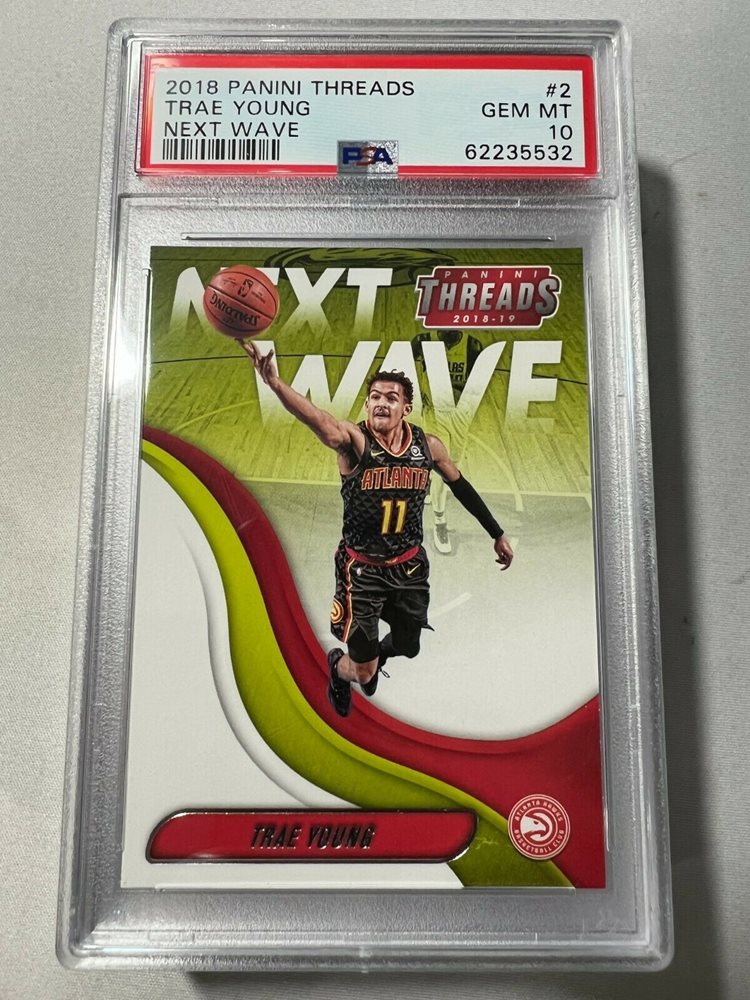 2018 PANINI THREADS #2
TRAE YOUNG GEM MT
NEXT WAVE 10
PSA 62235532
NEXT
WAVE
PANINI
THREADS
2018-19
SPALDING
ATLANTA
11
TRAE YOUNG
ATLANTA HAWKS
BASKETBALL CLUB